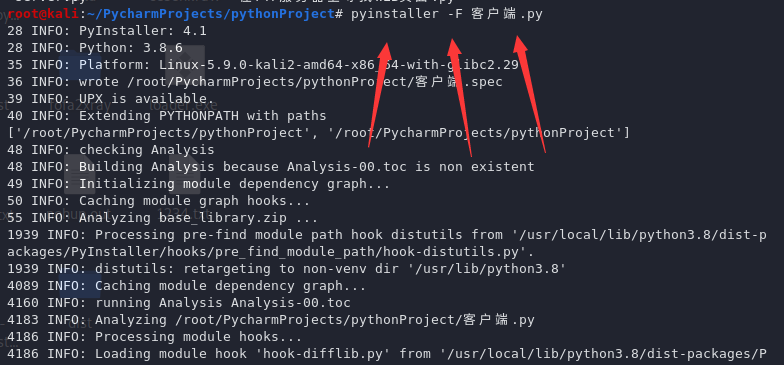 root@kali:~/PycharmProjects/pythonProject# pyinstaller -F 客户端.py
28 INFO: PyInstaller: 4.1
28 INFO: Python: 3.8.6
35 INFO: Platform: Linux-5.9.0-kali2-amd64-x86_64-with-glibc2.29
36 INFO: wrote /root/PycharmProjects/pythonProject/客户端.spec
39 INFO: UPX is available.
40 INFO: Extending PYTHONPATH with paths
['/root/PycharmProjects/pythonProject', '/root/PycharmProjects/pythonProject']
48 INFO: checking Analysis
48 INFO: Building Analysis because Analysis-00.toc is non existent
49 INFO: Initializing module dependency graph...
50 INFO: Caching module graph hooks...
55 INFO: Analyzing base_library.zip ...
1939 INFO: Processing pre-find module path hook distutils from '/usr/local/lib/python3.8/dist-p
ackages/PyInstaller/hooks/pre_find_module_path/hook-distutils.py'.
1939 INFO: distutils: retargeting to non-venv dir '/usr/lib/python3.8'
4089 INFO: Caching module dependency graph...
4160 INFO: running Analysis Analysis-00.toc
4183 INFO: Analyzing /root/PycharmProjects/pythonProject/客户端.py
4186 INFO: Processing module hooks...
4186 INFO: Loading module hook 'hook-difflib.py' from '/usr/local/lib/python3.8/dist-packages/P